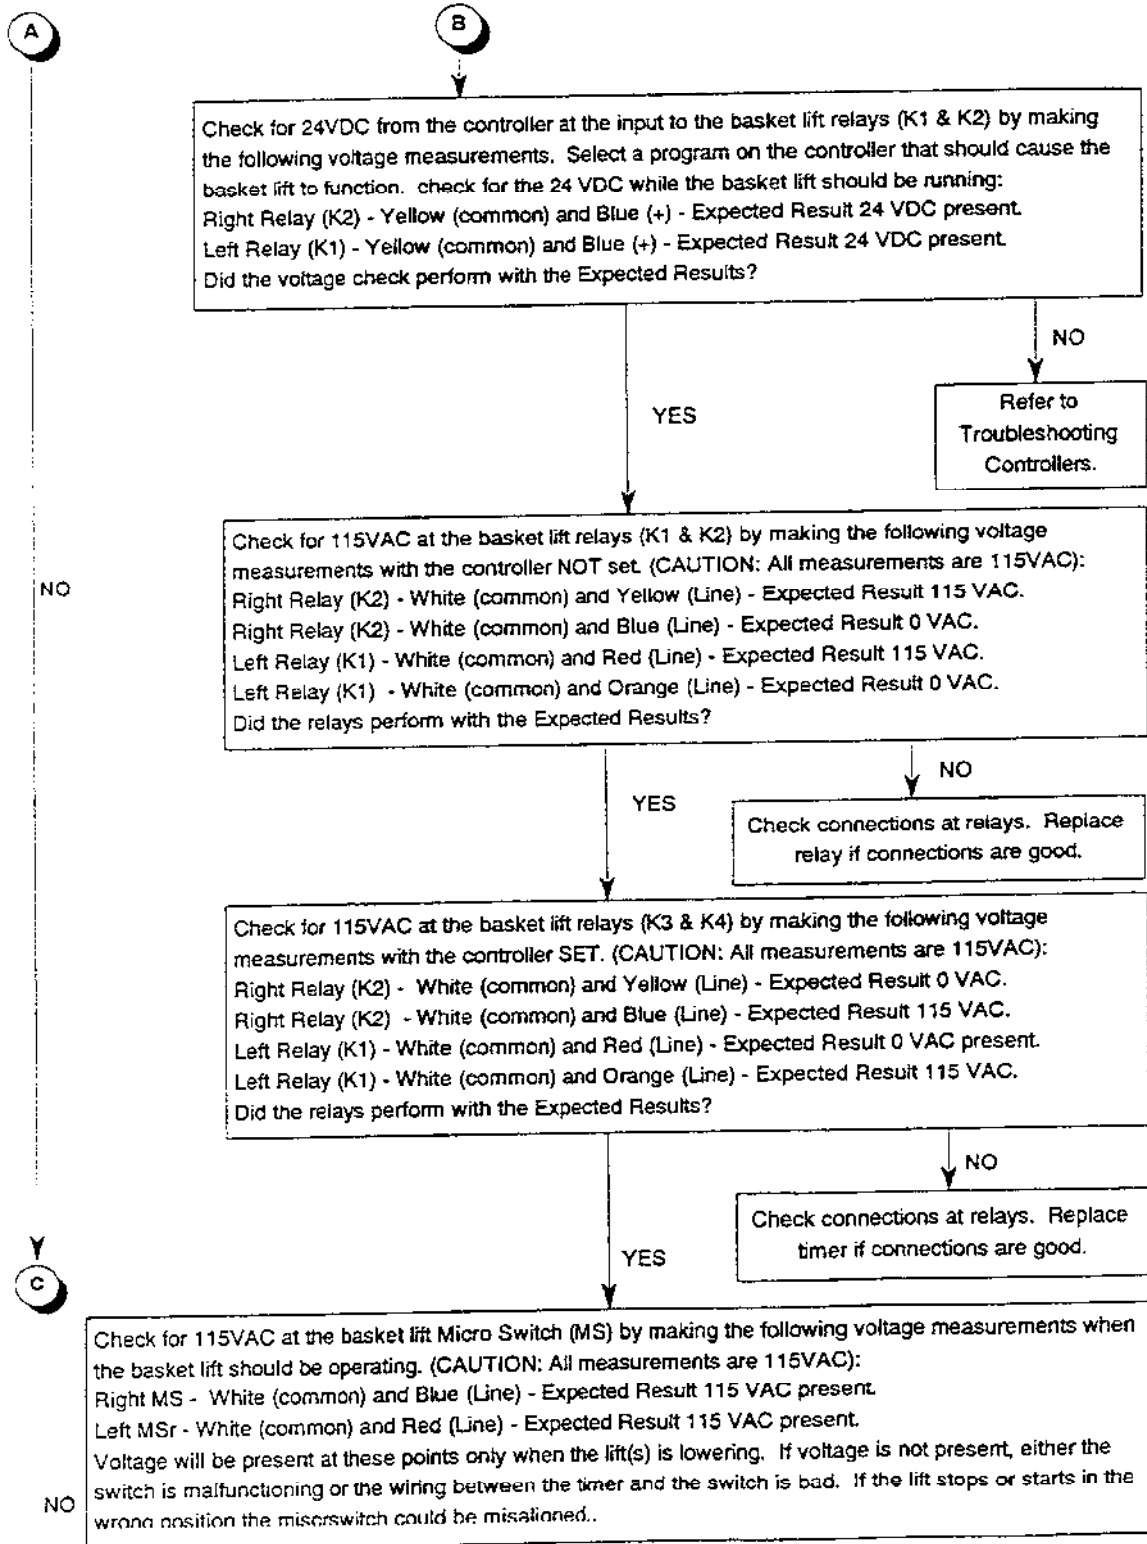 A
B
Check for 24VDC from the controller at the input to the basket lift relays (K1 & K2) by making
the following voltage measurements. Select a program on the controller that should cause the
basket lift to function. check for the 24 VDC while the basket lift should be running:
Right Relay (K2) - Yellow (common) and Blue (+) - Expected Result 24 VDC present.
Left Relay (K1) - Yellow (common) and Blue (+) - Expected Result 24 VDC present.
Did the voltage check perform with the Expected Results?
NO
YES
Refer to
Troubleshooting
Controllers.
Check for 115VAC at the basket lift relays (K1 & K2) by making the following voltage
measurements with the controller NOT set. (CAUTION: All measurements are 115VAC):
Right Relay (K2) - White (common) and Yellow (Line) - Expected Result 115 VAC.
Right Relay (K2) - White (common) and Blue (Line) - Expected Result 0 VAC.
Left Relay (K1) - White (common) and Red (Line) - Expected Result 115 VAC.
Left Relay (K1) - White (common) and Orange (Line) - Expected Result 0 VAC.
Did the relays perform with the Expected Results?
NO
NO
YES
Check connections at relays. Replace
relay if connections are good.
Check for 115VAC at the basket lift relays (K3 & K4) by making the following voltage
measurements with the controller SET. (CAUTION: All measurements are 115VAC):
Right Relay (K2) - White (common) and Yellow (Line) - Expected Result 0 VAC.
Right Relay (K2) - White (common) and Blue (Line) - Expected Result 115 VAC.
Left Relay (K1) - White (common) and Red (Line) - Expected Result 0 VAC present.
Left Relay (K1) - White (common) and Orange (Line) - Expected Result 115 VAC.
Did the relays perform with the Expected Results?
NO
YES
Check connections at relays. Replace
timer if connections are good.
C
Check for 115VAC at the basket lift Micro Switch (MS) by making the following voltage measurements when
the basket lift should be operating. (CAUTION: All measurements are 115VAC):
Right MS - White (common) and Blue (Line) - Expected Result 115 VAC present.
Left MSr - White (common) and Red (Line) - Expected Result 115 VAC present.
Voltage will be present at these points only when the lift(s) is lowering. If voltage is not present, either the
switch is malfunctioning or the wiring between the timer and the switch is bad. If the lift stops or starts in the
wrong position the miscrswitch could be misaligned..
NO